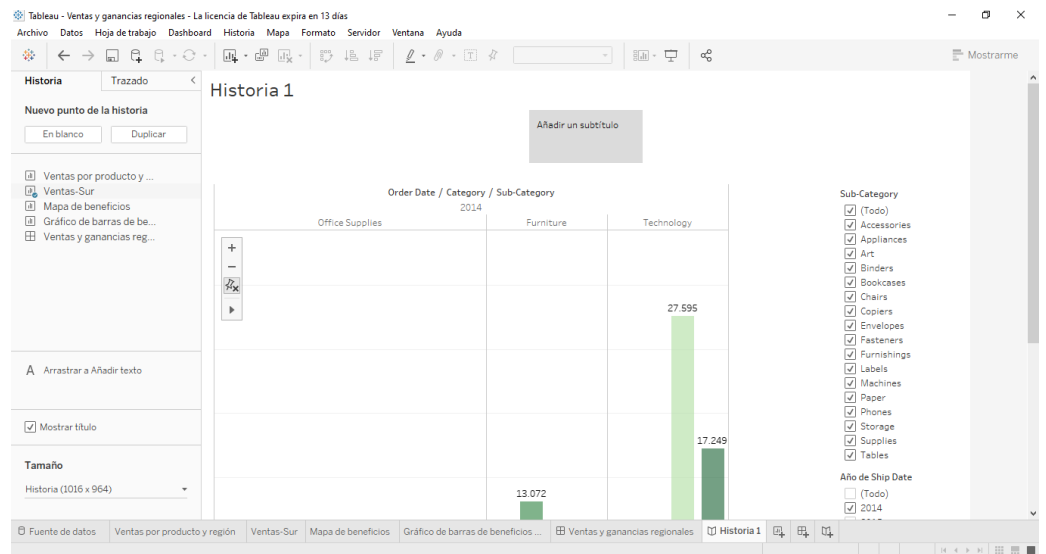 Tableau - Ventas y ganancias regionales - La licencia de Tableau expira en 13 días
Archivo Datos Hoja de trabajo Dashboard Historia Mapa Formato Servidor Ventana Ayuda
Mostrarme
Historia Trazado
Nuevo punto de la historia
En blanco Duplicar
Ventas por producto y ...
Ventas-Sur
Mapa de beneficios
Gráfico de barras de be...
Ventas y ganancias reg...
A Arrastrar a Añadir texto
Mostrar título
Tamaño
Historia (1016 x 964)
Historia 1
Añadir un subtítulo
Order Date / Category / Sub-Category
2014
Office Supplies Furniture Technology
27.595
17.249
13.072
Sub-Category
(Todo)
Accessories
Appliances
Art
Binders
Bookcases
Chairs
Copiers
Envelopes
Fasteners
Furnishings
Labels
Machines
Paper
Phones
Storage
Supplies
Tables
Año de Ship Date
(Todo)
2014
Fuente de datos Ventas por producto y región Ventas-Sur Mapa de beneficios Gráfico de barras de beneficios ... Ventas y ganancias regionales Historia 1